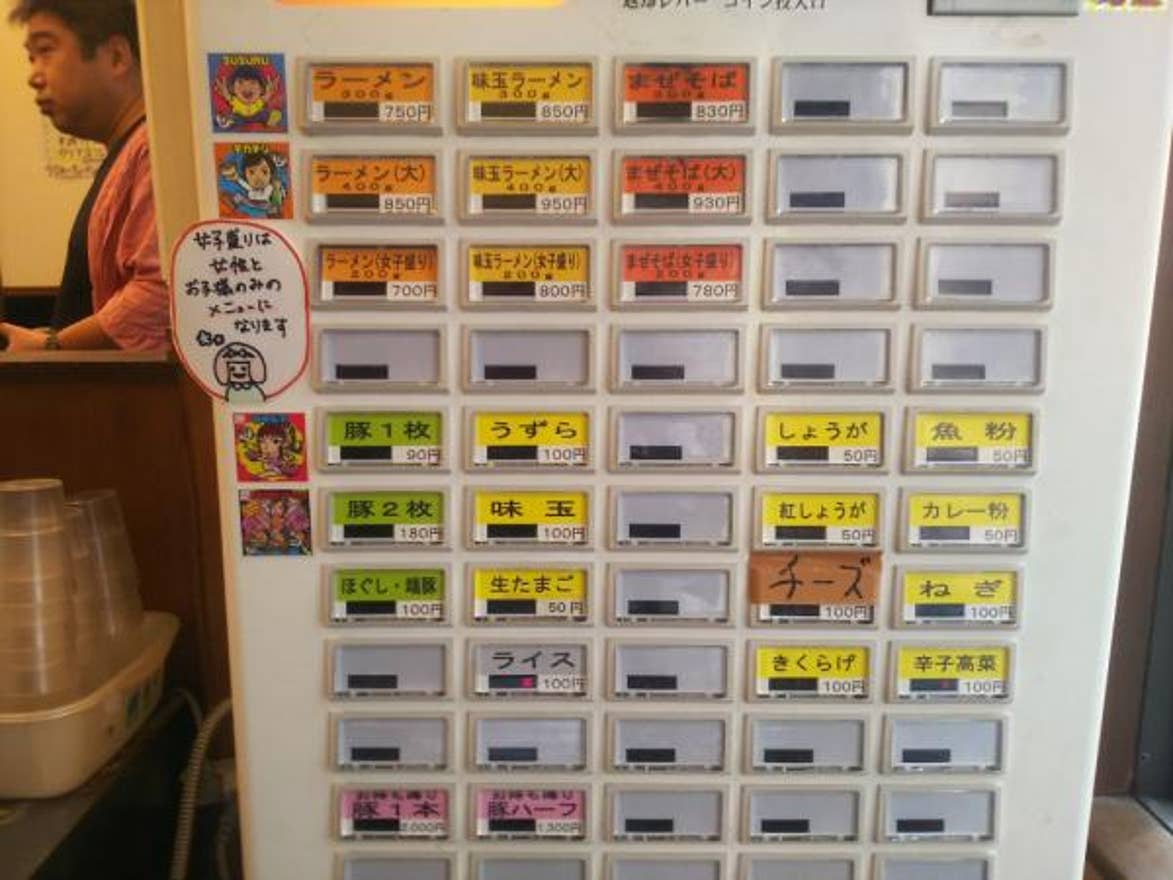 返却レバー コイン投入口
SUSURU
ラーメン
300g
750円
味玉ラーメン
300g
850円
まぜそば
300g
830円
ラーメン(大)
400g
850円
味玉ラーメン(大)
400g
950円
まぜそば(大)
400g
930円
女子盛りは
女性と
お子様のみの
メニューに
なります
ラーメン(女子盛り)
200g
700円
味玉ラーメン(女子盛り)
200g
800円
まぜそば(女子盛り)
200g
780円
豚1枚
90円
うずら
100円
しょうが
50円
魚粉
50円
豚2枚
180円
味玉
100円
紅しょうが
50円
カレー粉
50円
ほぐし・端豚
100円
生たまご
50円
チーズ
100円
ねぎ
100円
ライス
100円
きくらげ
100円
辛子高菜
100円
お持ち帰り
豚1本
2,000円
お持ち帰り
豚ハーフ
1,300円